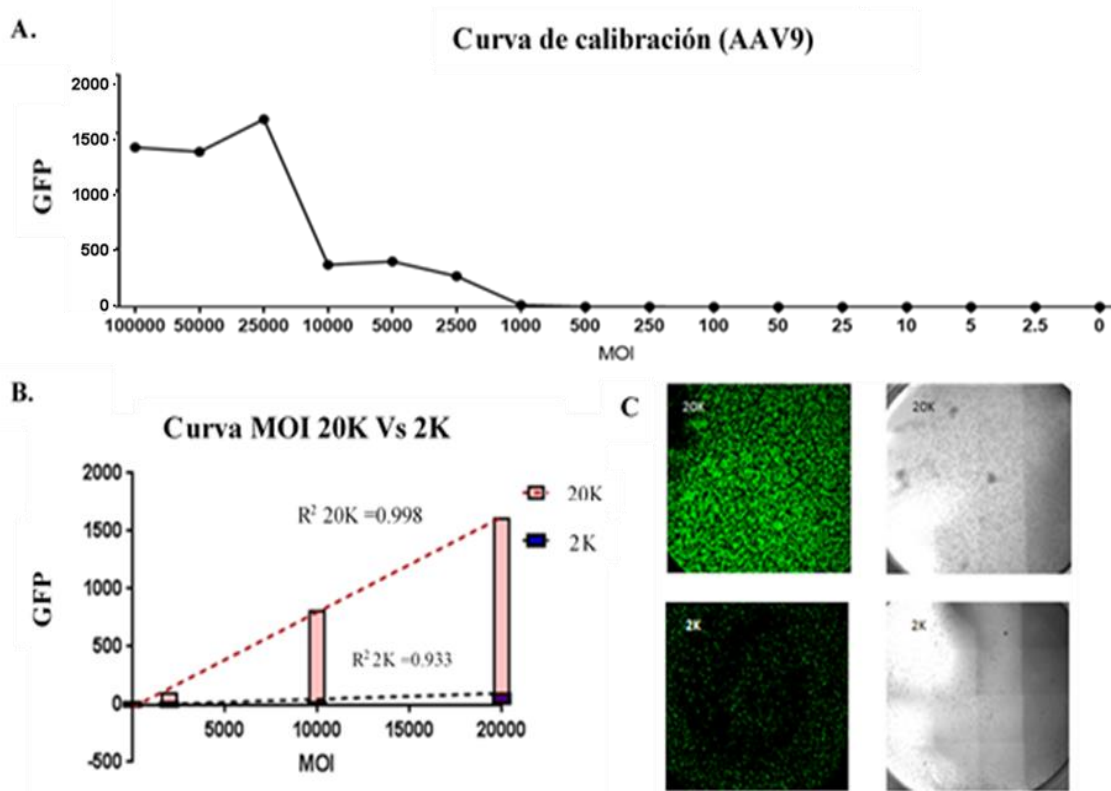 A.
Curva de calibración (AAV9)
2000
1500
1000
500
0
GFP
100000 50000 25000 10000 5000 2500 1000 500 250 100 50 25 10 5 2.5 0
MOI
B.
Curva MOI 20K Vs 2K
2000
1500
1000
500
0
-500
GFP
R² 20K =0.998
R² 2K =0.933
20K
2K
5000 10000 15000 20000
MOI
C
20K
20K
2K
2K